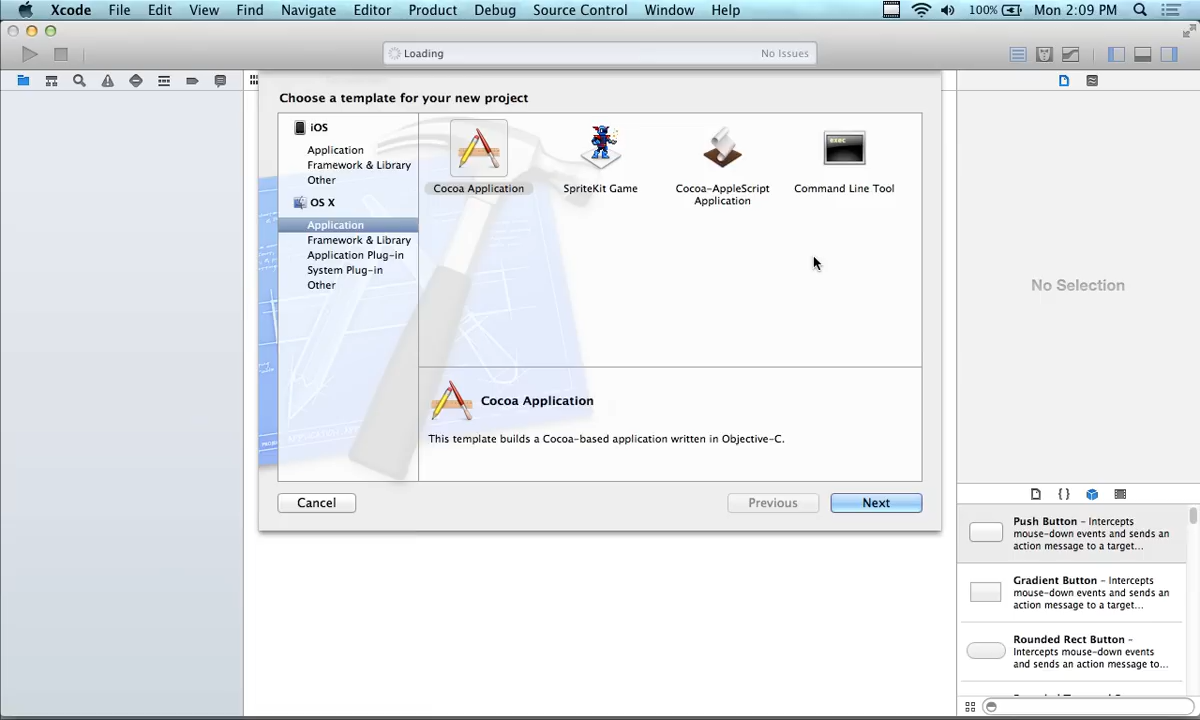 Xcode File Edit View Find Navigate Editor Product Debug Source Control Window Help 100% Mon 2:09 PM
Loading No Issues
Choose a template for your new project
iOS
Application
Framework & Library
Other
OS X
Application
Framework & Library
Application Plug-in
System Plug-in
Other
Cocoa Application
SpriteKit Game
Cocoa-AppleScript
Application
exec
Command Line Tool
Cocoa Application
This template builds a Cocoa-based application written in Objective-C.
Cancel Previous Next
No Selection
{ }
Push Button – Intercepts
mouse-down events and sends an
action message to a target...
Gradient Button – Intercepts
mouse-down events and sends an
action message to a target...
Rounded Rect Button –
Intercepts mouse-down events
and sends an action message to...